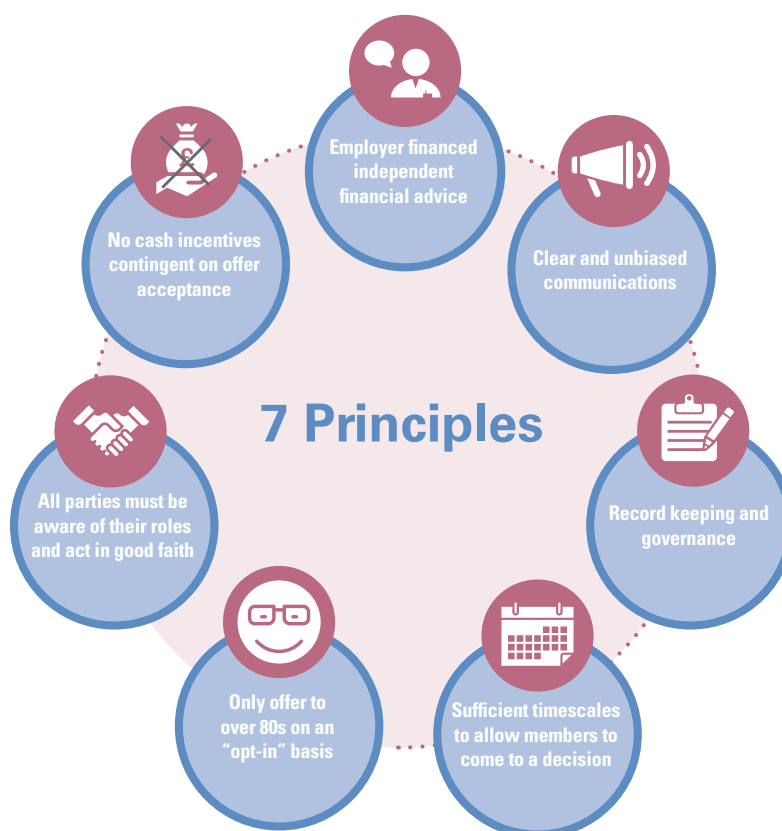 Employer financed
independent
financial advice
No cash incentives
contingent on offer
acceptance
Clear and unbiased
communications
7 Principles
All parties must be
aware of their roles
and act in good faith
Record keeping and
governance
Only offer to
over 80s on an
“opt-in” basis
Sufficient timescales
to allow members to
come to a decision
£